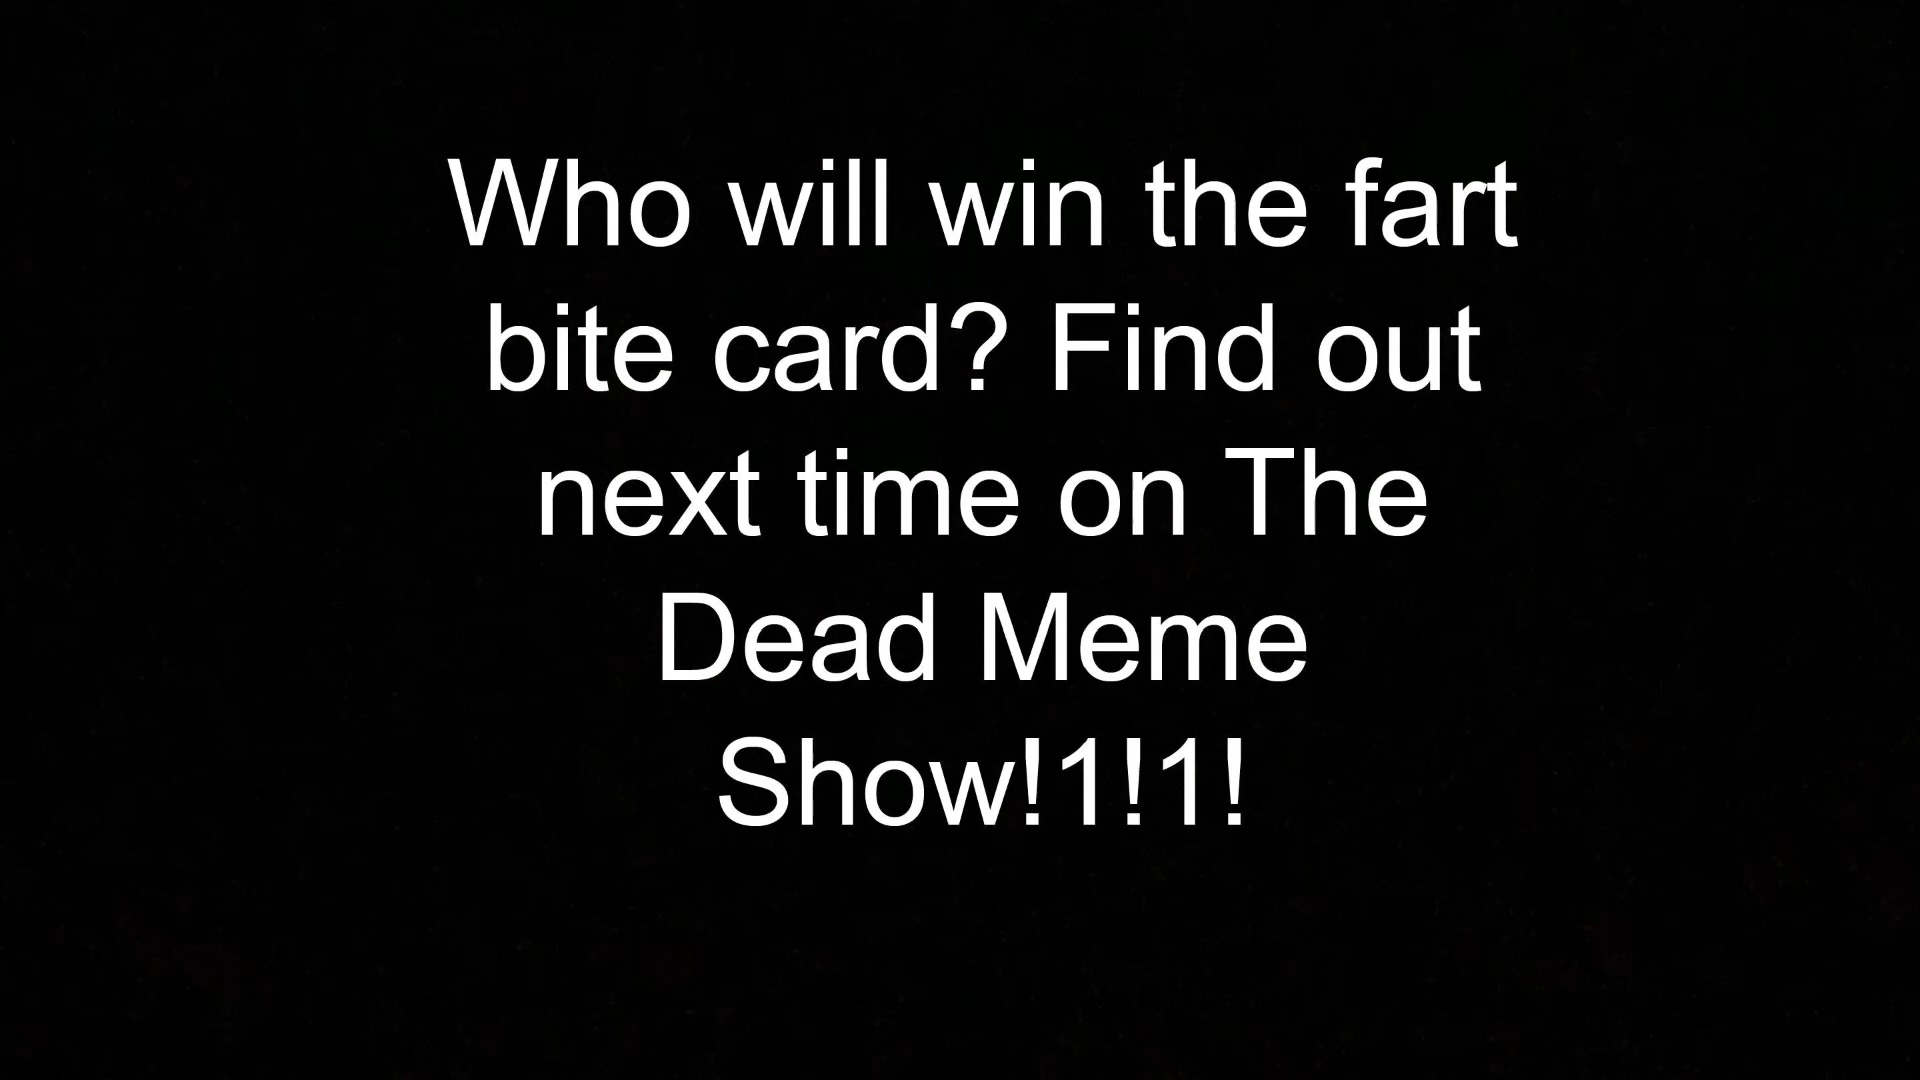 Who will win the fart
bite card? Find out
next time on The
Dead Meme
Show!1!1!